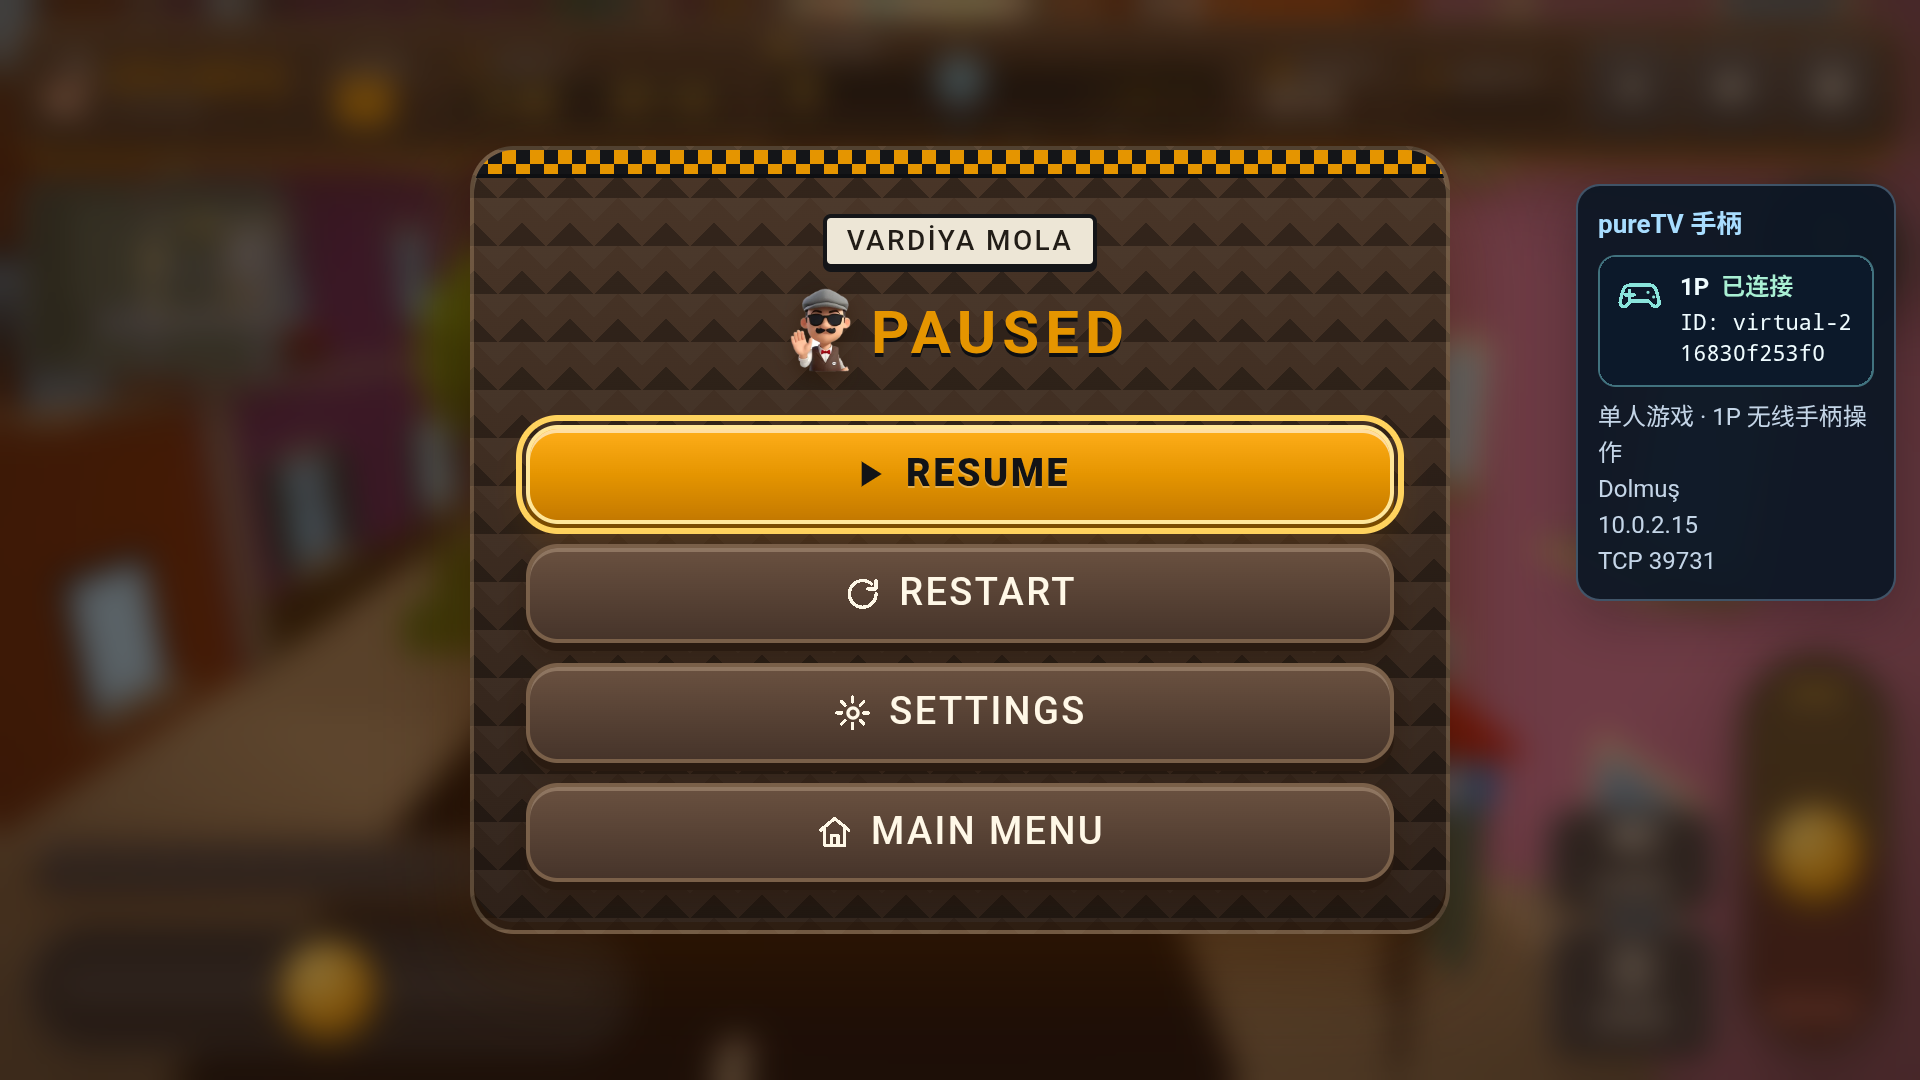 VARDİYA MOLA
PAUSED
RESUME
RESTART
SETTINGS
MAIN MENU
pureTV 手柄
1P 已连接
ID: virtual-2
16830f253f0
单人游戏 · 1P 无线手柄操
作
Dolmuş
10.0.2.15
TCP 39731